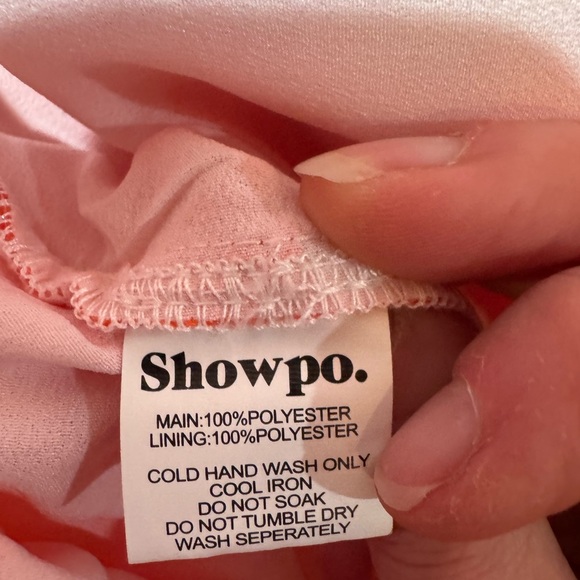 Showpo.
MAIN:100%POLYESTER
LINING:100%POLYESTER
COLD HAND WASH ONLY
COOL IRON
DO NOT SOAK
DO NOT TUMBLE DRY
WASH SEPERATELY